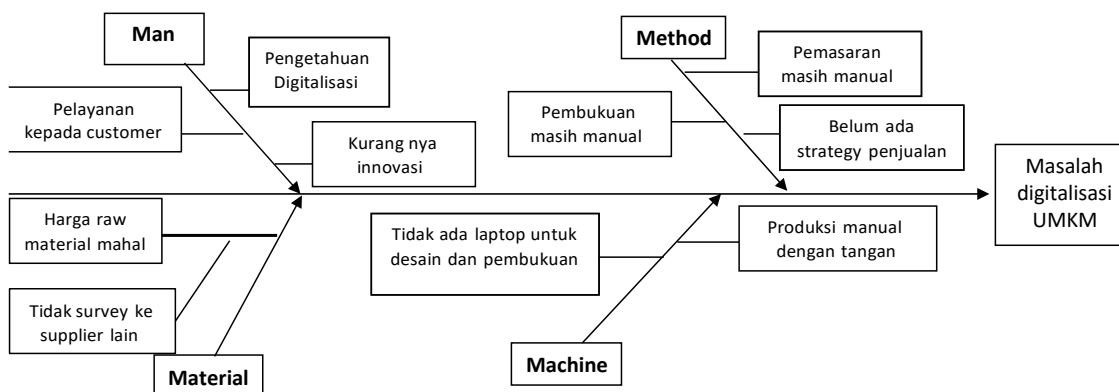 Man
Pengetahuan
Digitalisasi
Pelayanan
kepada customer
Kurang nya
innovasi
Method
Pemasaran
masih manual
Pembukuan
masih manual
Belum ada
strategy penjualan
Masalah
digitalisasi
UMKM
Harga raw
material mahal
Tidak survey ke
supplier lain
Material
Tidak ada laptop untuk
desain dan pembukuan
Produksi manual
dengan tangan
Machine